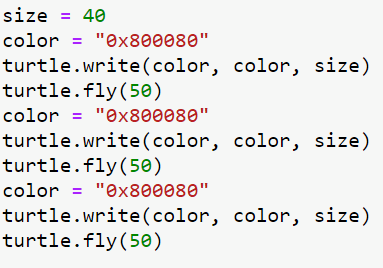 size = 40
color = "0x800080"
turtle.write(color, color, size)
turtle.fly(50)
color = "0x800080"
turtle.write(color, color, size)
turtle.fly(50)
color = "0x800080"
turtle.write(color, color, size)
turtle.fly(50)